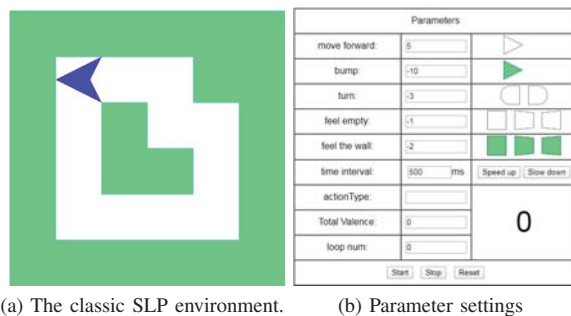 Parameters
move forward: 5
bump: -10
turn: -3
feel empty: -1
feel the wall: -2
time interval: 500 ms Speed up Slow down
actionType:
Total Valence: 0
0
loop num: 0
Start Stop Reset
(a) The classic SLP environment. (b) Parameter settings